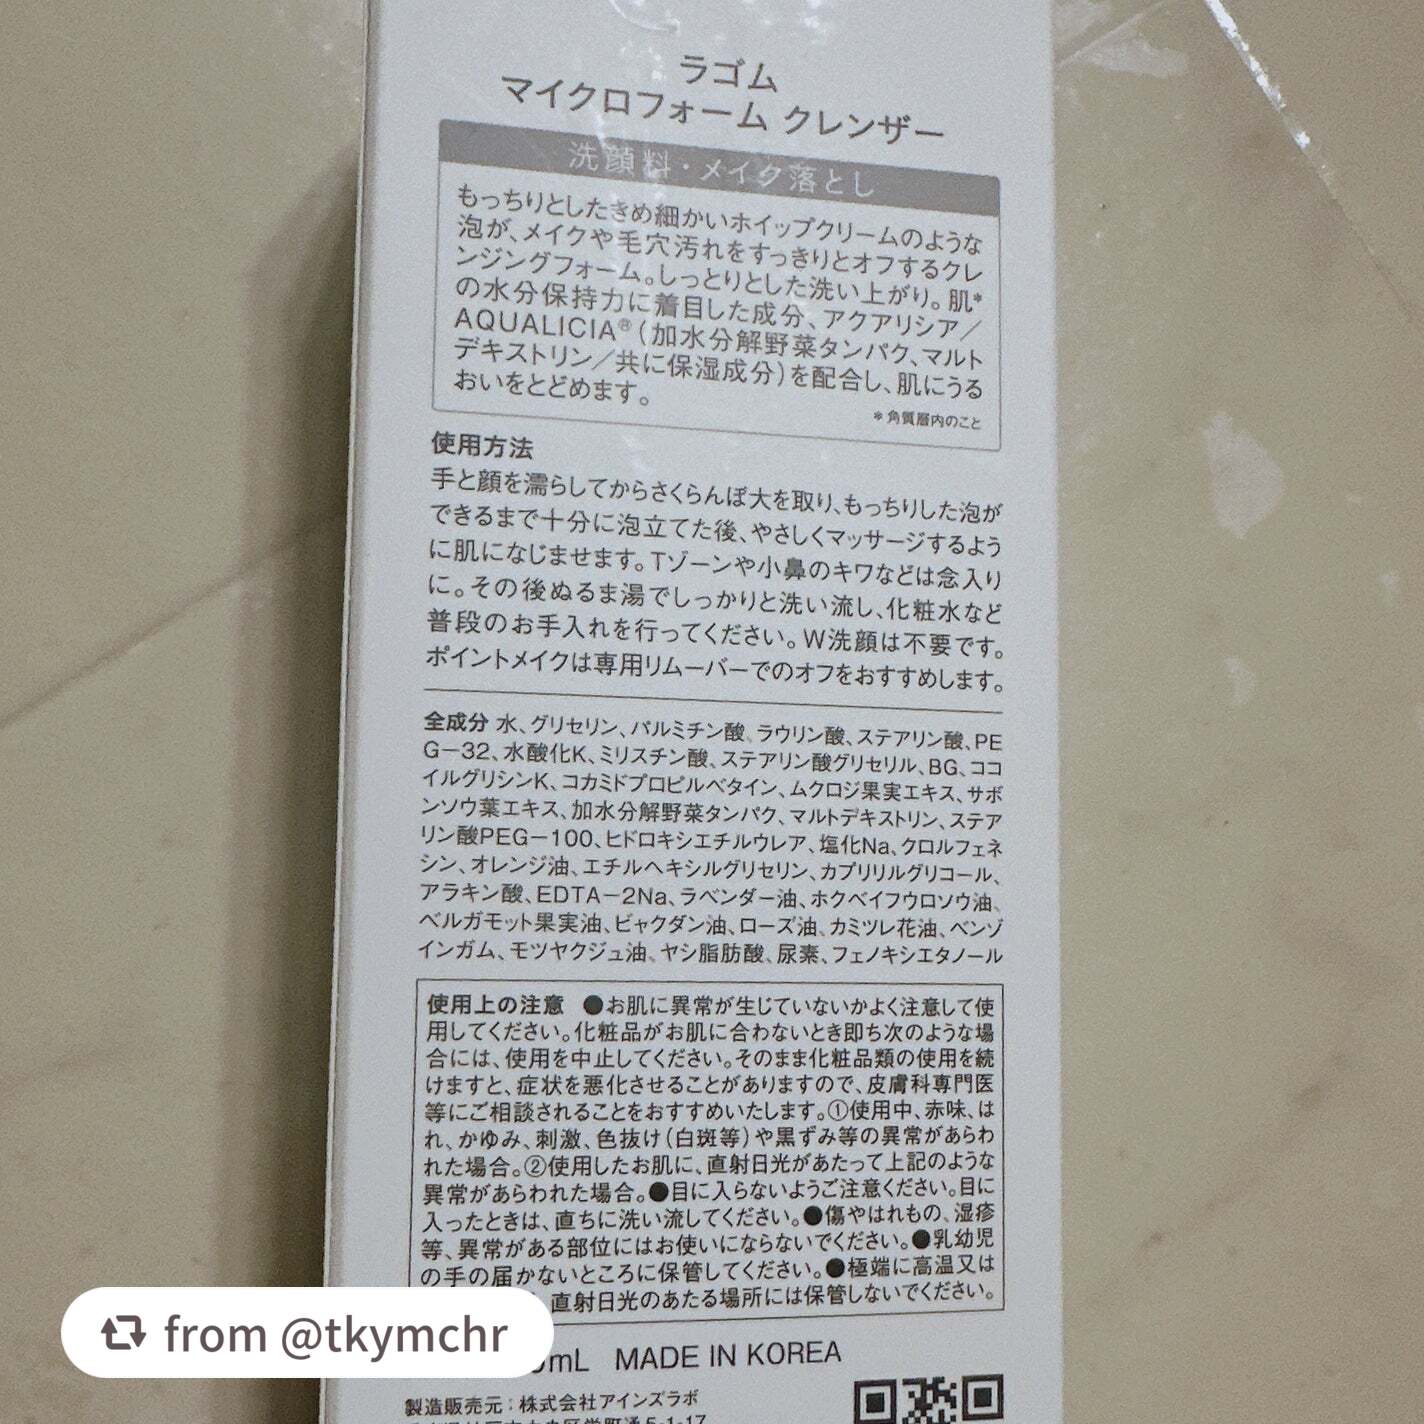 ラゴム
マイクロフォーム クレンザー
洗顔料・メイク落とし
もっちりとしたきめ細かいホイップクリームのような
泡が、メイクや毛穴汚れをすっきりとオフするクレ
ンジングフォーム。しっとりとした洗い上がり。肌*
の水分保持力に着目した成分、アクアリシア／
AQUALICIA®（加水分解野菜タンパク、マルト
デキストリン／共に保湿成分）を配合し、肌にうる
おいをとどめます。
*角質層内のこと
使用方法
手と顔を濡らしてからさくらんぼ大を取り、もっちりした泡が
できるまで十分に泡立てた後、やさしくマッサージするよう
に肌になじませます。Tゾーンや小鼻のキワなどは念入り
に。その後ぬるま湯でしっかりと洗い流し、化粧水など
普段のお手入れを行ってください。W洗顔は不要です。
ポイントメイクは専用リムーバーでのオフをおすすめします。
全成分 水、グリセリン、パルミチン酸、ラウリン酸、ステアリン酸、PE
G－32、水酸化K、ミリスチン酸、ステアリン酸グリセリル、BG、ココ
イルグリシンK、コカミドプロピルベタイン、ムクロジ果実エキス、サボ
ンソウ葉エキス、加水分解野菜タンパク、マルトデキストリン、ステア
リン酸PEG－100、ヒドロキシエチルウレア、塩化Na、クロルフェネ
シン、オレンジ油、エチルヘキシルグリセリン、カプリリルグリコール、
アラキン酸、EDTA－2Na、ラベンダー油、ホクベイフウロソウ油、
ベルガモット果実油、ビャクダン油、ローズ油、カミツレ花油、ベンゾ
インガム、モツヤクジュ油、ヤシ脂肪酸、尿素、フェノキシエタノール
使用上の注意 ●お肌に異常が生じていないかよく注意して使
用してください。化粧品がお肌に合わないとき即ち次のような場
合には、使用を中止してください。そのまま化粧品類の使用を続
けますと、症状を悪化させることがありますので、皮膚科専門医
等にご相談されることをおすすめいたします。①使用中、赤味、は
れ、かゆみ、刺激、色抜け（白斑等）や黒ずみ等の異常があらわ
れた場合。②使用したお肌に、直射日光があたって上記のような
異常があらわれた場合。●目に入らないようご注意ください。目に
入ったときは、直ちに洗い流してください。●傷やはれもの、湿疹
等、異常がある部位にはお使いにならないでください。●乳幼児
の手の届かないところに保管してください。●極端に高温又は
直射日光のあたる場所には保管しないでください。
from @tkymchr
mL MADE IN KOREA
製造販売元：株式会社アインズラボ
5-1-17